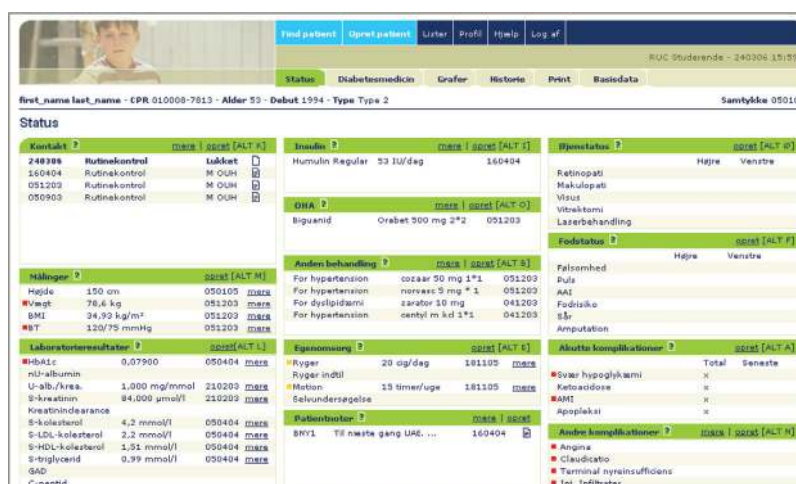 Find patient Opret patient Lister Profil Hjælp Log af
RUC Studerende - 240306 15:59
Status Diabetesmedicin Grafer Historie Print Basisdata
first_name last_name - CPR 010008-7813 - Alder 53 - Debut 1994 - Type Type 2
Samtykke 05010
Status
Kontakt ? mere | opret [ALT K]
240306 Rutinekontrol Lukket
160404 Rutinekontrol M OUH
051203 Rutinekontrol M OUH
050903 Rutinekontrol M OUH
Målinger ? opret [ALT M]
Højde 150 cm 050105 mere
Vægt 78,6 kg 051203 mere
BMI 34,93 kg/m² 051203 mere
BT 120/75 mmHg 051203 mere
Laboratorieresultater ? opret[ALT L]
HbA1c 0,07900 050404 mere
nU-albumin
U-alb./krea. 1,000 mg/mmol 210203 mere
S-kreatinin 84,000 µmol/l 210203 mere
Kreatinindearance
S-kolesterol 4,2 mmol/l 050404 mere
S-LDL-kolesterol 2,2 mmol/l 050404 mere
S-HDL-kolesterol 1,51 mmol/l 050404 mere
S-triglycerid 0,99 mmol/l 050404 mere
GAD
C-peptid
Insulin ? mere | opret [ALT I]
Humulin Regular 53 IU/dag 160404
OHA ? mere | opret [ALT O]
Biguanid Orabet 500 mg 2*2 051203
Anden behandling ? mere | opret [ALT B]
For hypertension cozaar 50 mg 1*1 051203
For hypertension norvasc 5 mg * 1 051203
For dyslipidæmi zarator 10 mg 041203
For hypertension centyl m kcl 1*1 041203
Egenomsorg ? opret [ALT E]
Ryger 20 cig/dag 181105 mere
Ryger indtil
Motion 15 timer/uge 181105 mere
Selvundersøgelse
Patientnoter ? mere | opret
BNY1 Til næste gang UAE. ... 160404
Øjenstatus ? opret [ALT Ø]
Højre Venstre
Retinopati
Makulopati
Visus
Vitrektomi
Laserbehandling
Fodstatus ? opret [ALT F]
Højre Venstre
Følsomhed
Puls
AAI
Fodrisiko
Sår
Amputation
Akutte komplikationer ? opret [ALT A]
Total Seneste
Svær hypoglykæmi x
Ketoacidose x
AMI x
Apopleksi x
Andre komplikationer ? mere | opret [ALT N]
Angina
Claudicatio
Terminal nyreinsufficiens
Inj. Infiltrater